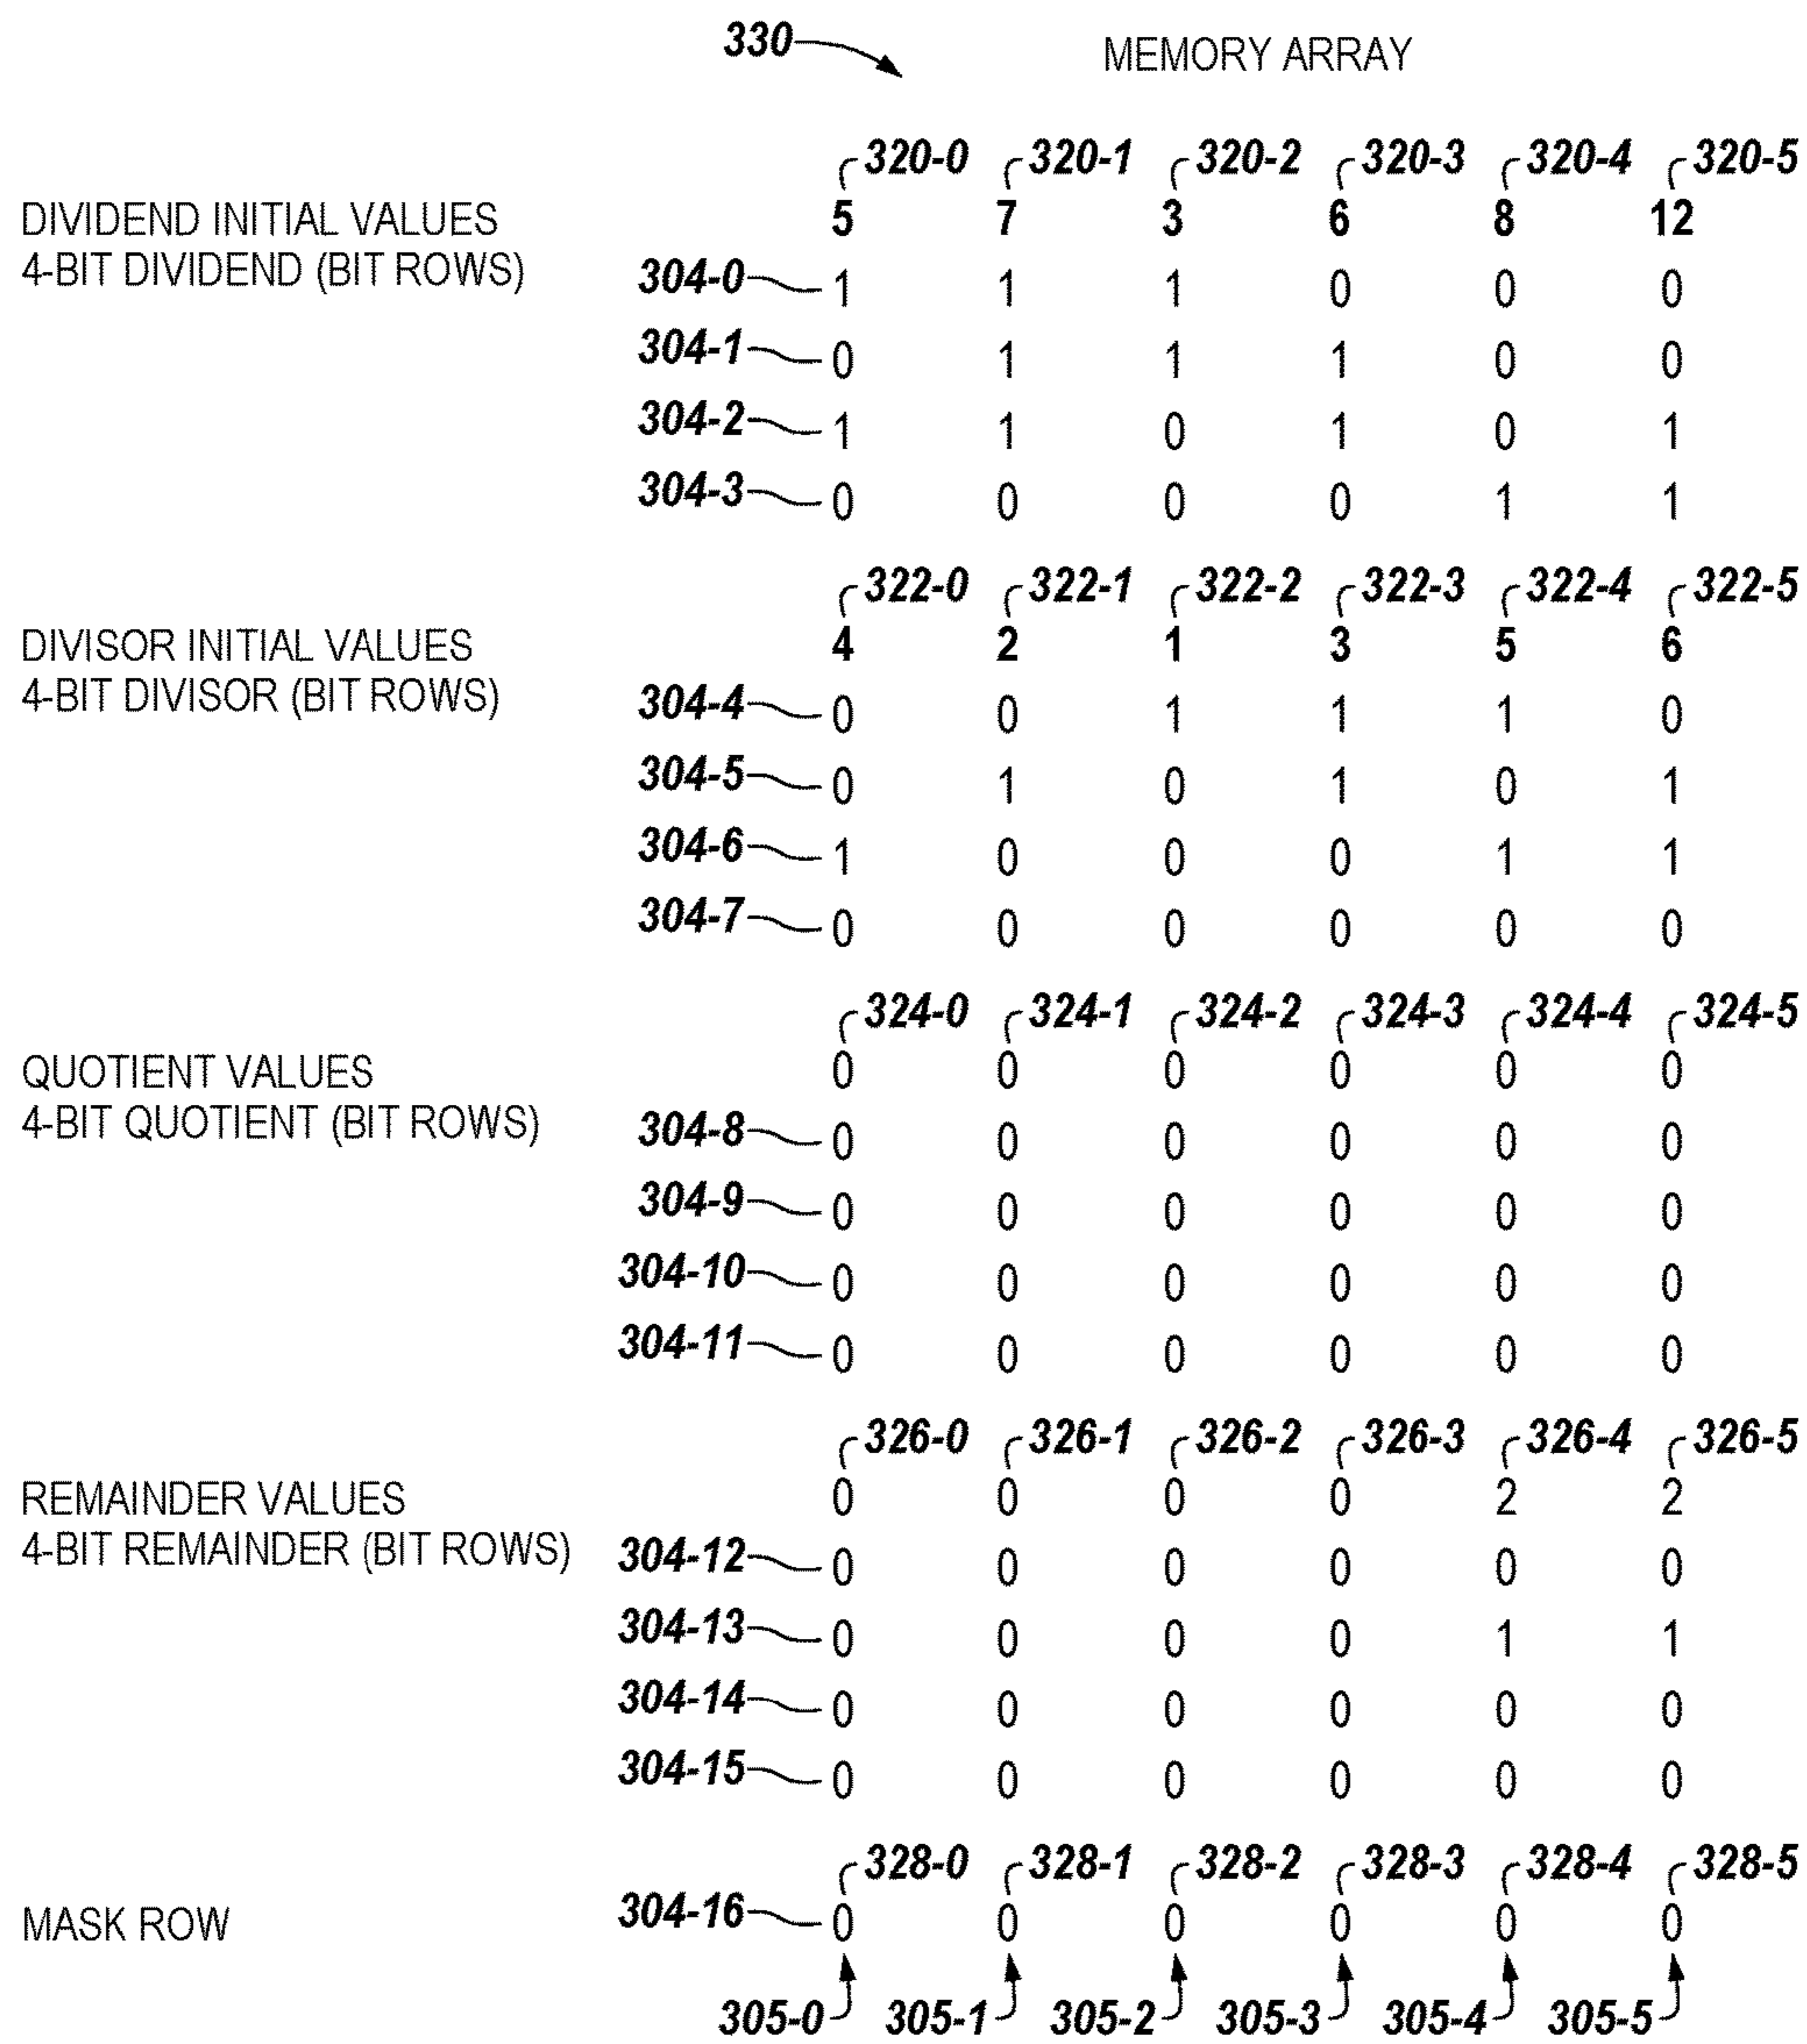 330 MEMORY ARRAY
320-0 320-1 320-2 320-3 320-4 320-5
DIVIDEND INITIAL VALUES 5 7 3 6 8 12
4-BIT DIVIDEND (BIT ROWS)
304-0 1 1 1 0 0 0
304-1 0 1 1 1 0 0
304-2 1 1 0 1 0 1
304-3 0 0 0 0 1 1
322-0 322-1 322-2 322-3 322-4 322-5
DIVISOR INITIAL VALUES 4 2 1 3 5 6
4-BIT DIVISOR (BIT ROWS)
304-4 0 0 1 1 1 0
304-5 0 1 0 1 0 1
304-6 1 0 0 0 1 1
304-7 0 0 0 0 0 0
324-0 324-1 324-2 324-3 324-4 324-5
QUOTIENT VALUES 0 0 0 0 0 0
4-BIT QUOTIENT (BIT ROWS)
304-8 0 0 0 0 0 0
304-9 0 0 0 0 0 0
304-10 0 0 0 0 0 0
304-11 0 0 0 0 0 0
326-0 326-1 326-2 326-3 326-4 326-5
REMAINDER VALUES 0 0 0 0 2 2
4-BIT REMAINDER (BIT ROWS)
304-12 0 0 0 0 0 0
304-13 0 0 0 0 1 1
304-14 0 0 0 0 0 0
304-15 0 0 0 0 0 0
328-0 328-1 328-2 328-3 328-4 328-5
MASK ROW 304-16 0 0 0 0 0 0
305-0 305-1 305-2 305-3 305-4 305-5